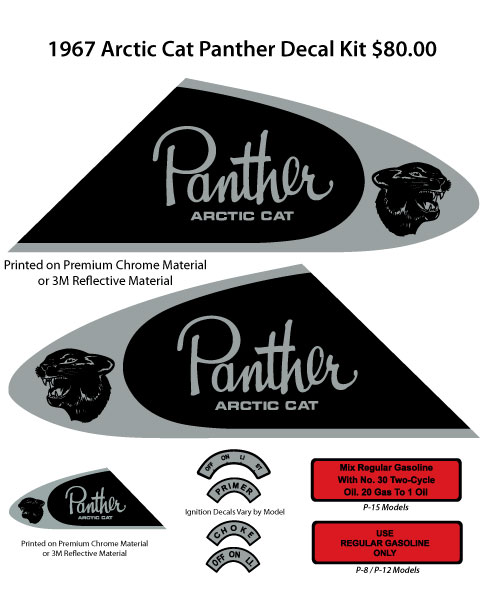 1967 Arctic Cat Panther Decal Kit $80.00
Panther
ARCTIC CAT
Printed on Premium Chrome Material
or 3M Reflective Material
Panther
ARCTIC CAT
Panther
ARCTIC CAT
Printed on Premium Chrome Material
or 3M Reflective Material
OFF ON LI RT
PRIMER
Ignition Decals Vary by Model
CHOKE
OFF ON LI
Mix Regular Gasoline
With No. 30 Two-Cycle
Oil. 20 Gas To 1 Oil
P-15 Models
USE
REGULAR GASOLINE
ONLY
P-8 / P-12 Models